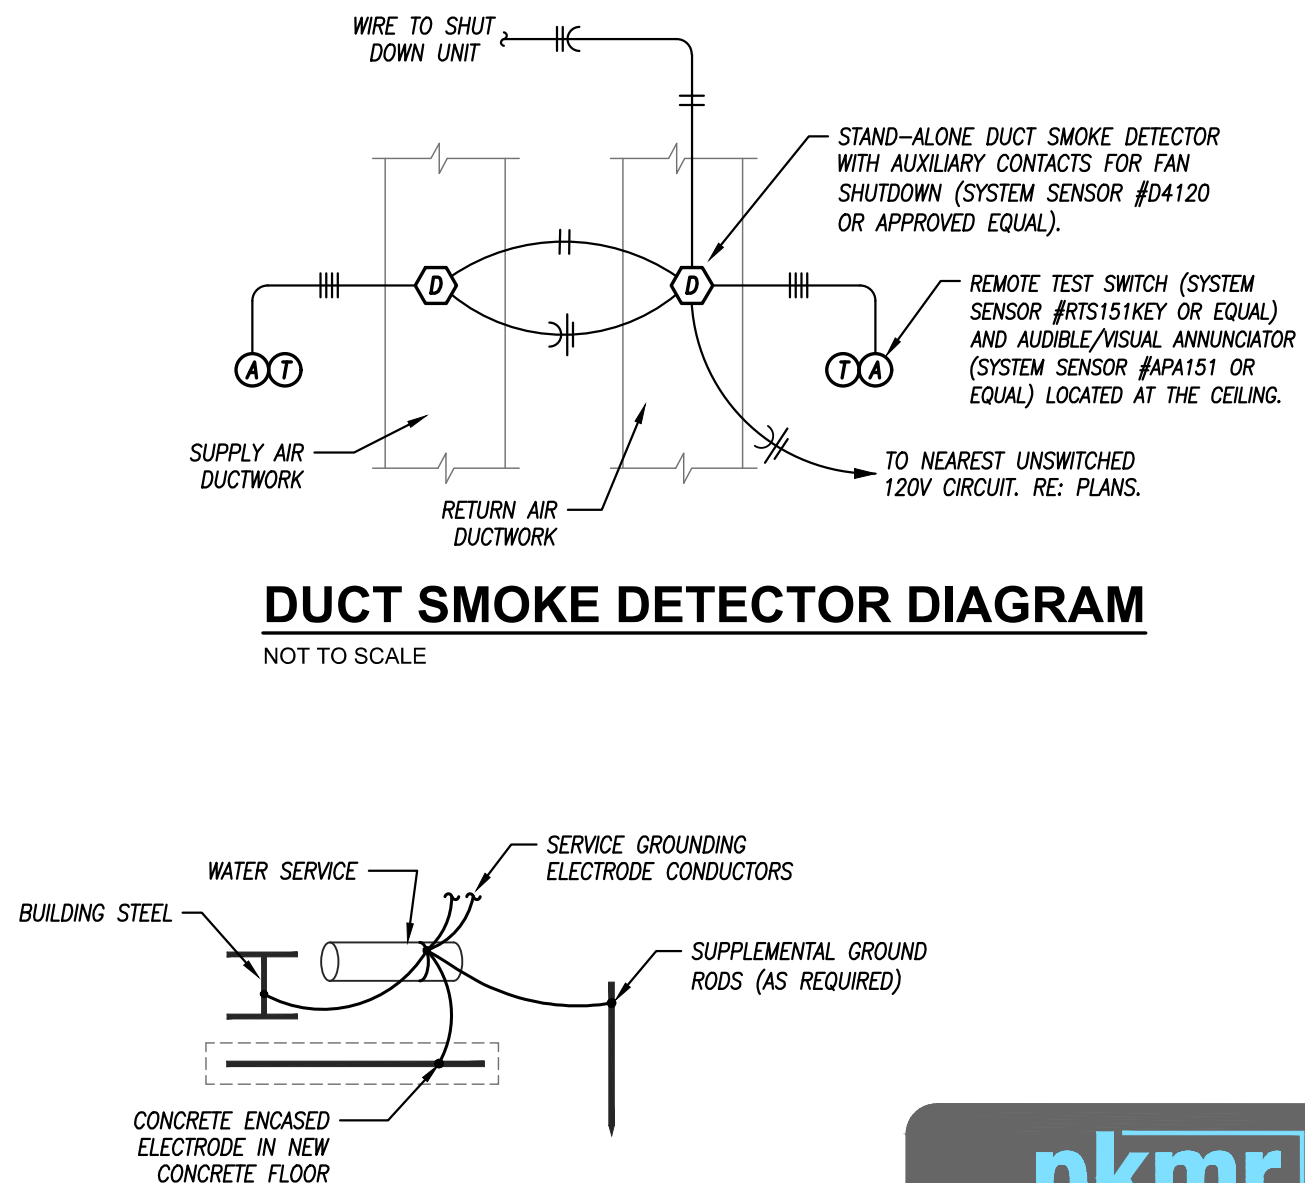 WIRE TO SHUT
DOWN UNIT
STAND-ALONE DUCT SMOKE DETECTOR
WITH AUXILIARY CONTACTS FOR FAN
SHUTDOWN (SYSTEM SENSOR #D4120
OR APPROVED EQUAL).
D
D
REMOTE TEST SWITCH (SYSTEM
SENSOR #RTS151KEY OR EQUAL)
AND AUDIBLE/VISUAL ANNUNCIATOR
(SYSTEM SENSOR #APA151 OR
EQUAL) LOCATED AT THE CEILING.
A T
T A
SUPPLY AIR
DUCTWORK
RETURN AIR
DUCTWORK
TO NEAREST UNSWITCHED
120V CIRCUIT. RE: PLANS.
DUCT SMOKE DETECTOR DIAGRAM
NOT TO SCALE
SERVICE GROUNDING
ELECTRODE CONDUCTORS
WATER SERVICE
BUILDING STEEL
SUPPLEMENTAL GROUND
RODS (AS REQUIRED)
CONCRETE ENCASED
ELECTRODE IN NEW
CONCRETE FLOOR
pkmr